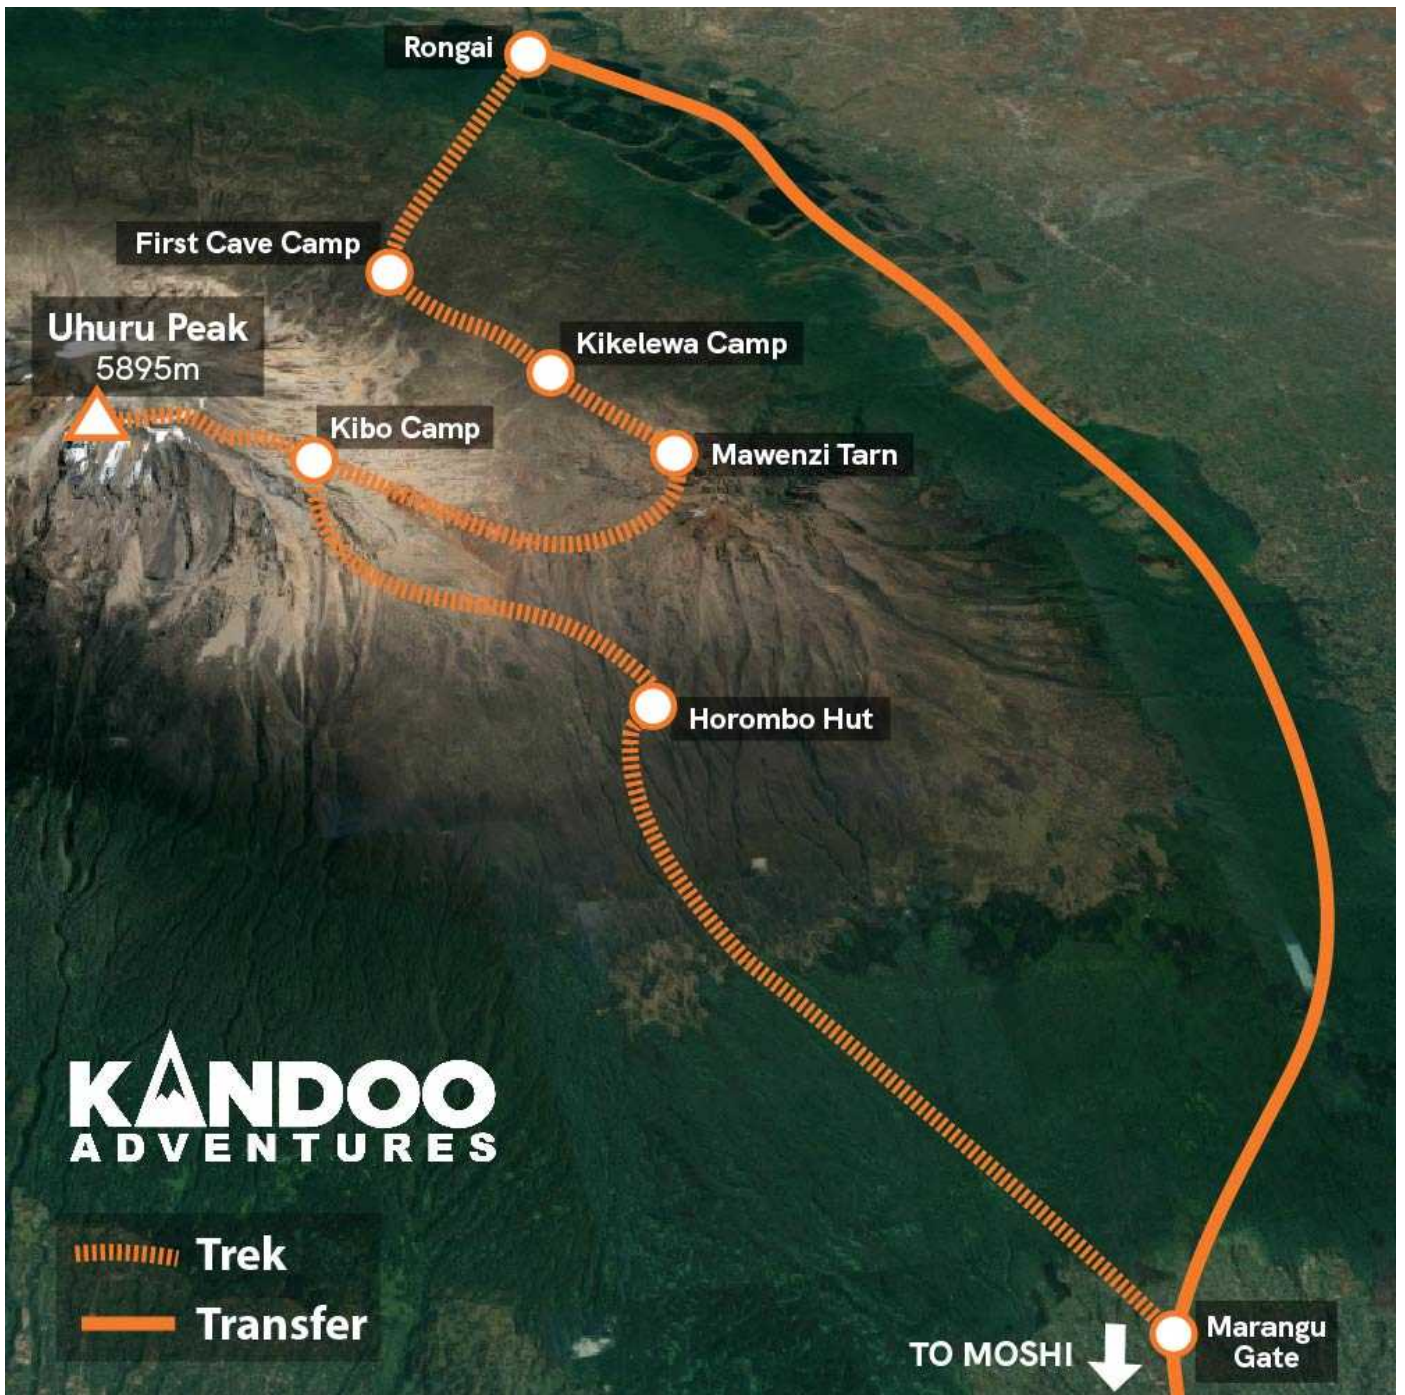 Rongai
First Cave Camp
Uhuru Peak
5895m
Kikelewa Camp
Kibo Camp
Mawenzi Tarn
Horombo Hut
KANDOO
ADVENTURES
Trek
Transfer
TO MOSHI
Marangu
Gate